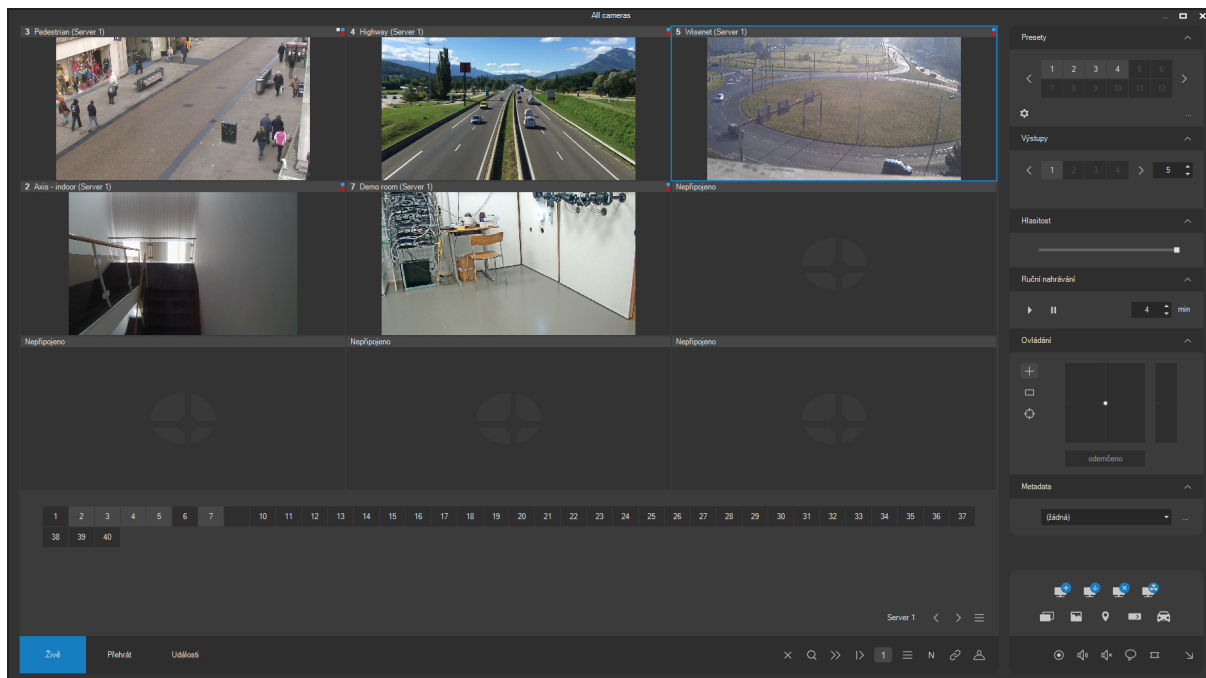 All cameras
3 Pedestrian (Server 1)
4 Highway (Server 1)
5 Wisenet (Server 1)
2 Axis - indoor (Server 1)
7 Demo room (Server 1)
Nepřipojeno
Nepřipojeno
Nepřipojeno
Nepřipojeno
1 2 3 4 5 6 7 10 11 12 13 14 15 16 17 18 19 20 21 22 23 24 25 26 27 28 29 30 31 32 33 34 35 36 37
38 39 40
Server 1
Živě
Přehrát
Události
1
N
Presety
1 2 3 4 5 6
7 8 9 10 11 12
...
Výstupy
1 2 3 4 5
Hlasitost
Ruční nahrávání
4 min
Ovládání
odemčeno
Metadata
(žádná)
...